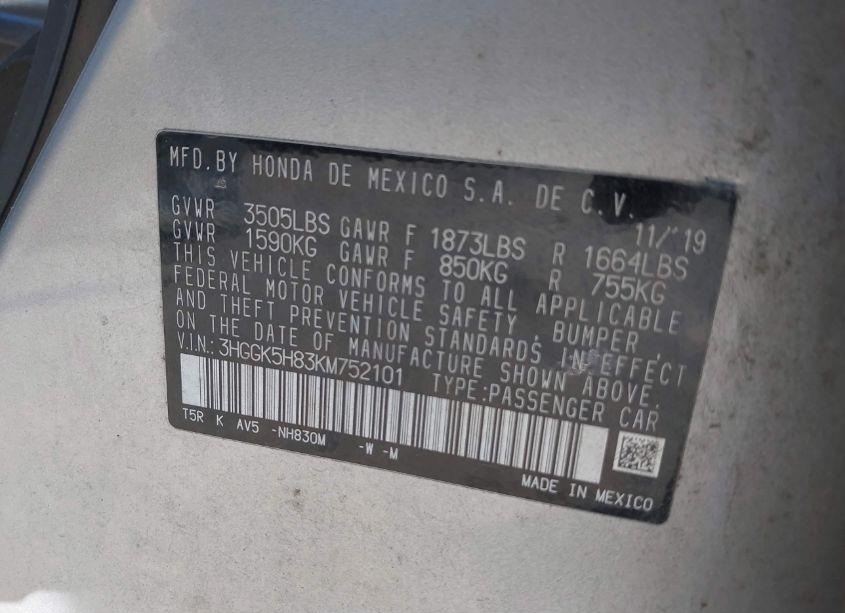 MFD.BY HONDA DE MEXICO S.A. DE C.V.
11/'19
GVWR 3505LBS GAWR F 1873LBS R 1664LBS
GVWR 1590KG GAWR F 850KG R 755KG
THIS VEHICLE CONFORMS TO ALL APPLICABLE
FEDERAL MOTOR VEHICLE SAFETY, BUMPER,
AND THEFT PREVENTION STANDARDS IN EFFECT
ON THE DATE OF MANUFACTURE SHOWN ABOVE.
V.I.N.: 3HGGK5H83KM752101 TYPE:PASSENGER CAR
T5R K AV5 -NH830M -W -M
MADE IN MEXICO